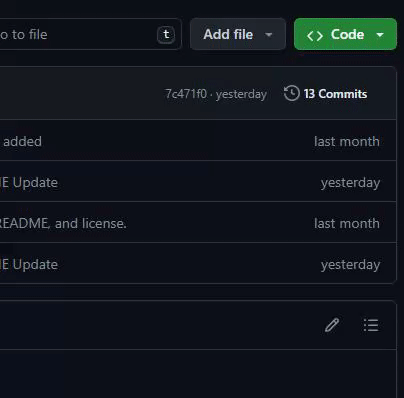 to file t Add file Code
7c471f0 · yesterday 13 Commits
added last month
Update yesterday
README, and license. last month
Update yesterday